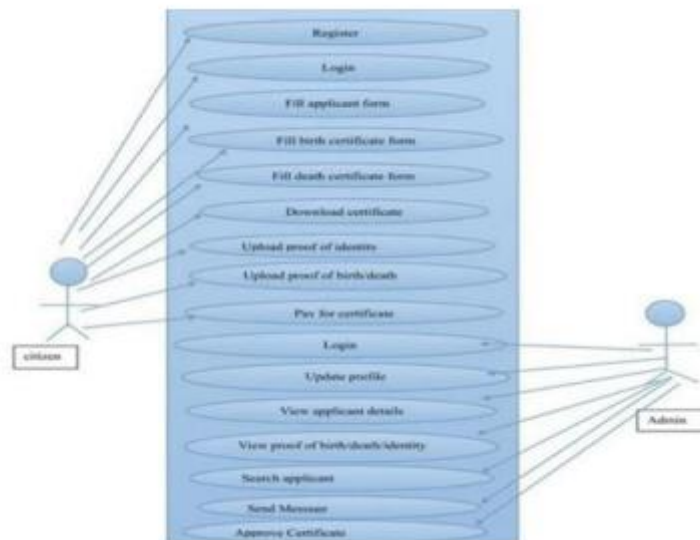 Register
Login
Fill applicant form
Fill birth certificate form
Fill death certificate form
Download certificate
Upload proof of identity
Upload proof of birth/death
Pay for certificate
citizen
Login
Update profile
View applicant details
Admin
View proof of birth/death/identity
Search applicant
Send Message
Approve Certificate